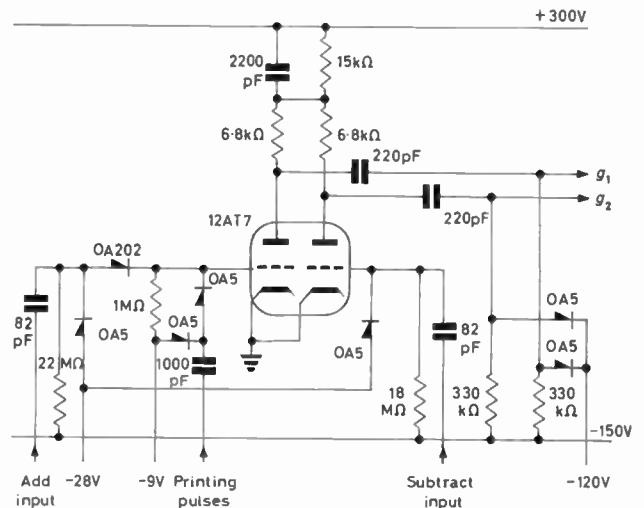 +300V
2200
pF
15kΩ
6·8kΩ
6·8kΩ
220pF
g1
g2
220pF
12AT7
OA202
OA5
1MΩ
OA5
OA5
OA5
82
pF
22 MΩ
1000
pF
82
pF
18
MΩ
OA5
OA5
330
kΩ
330
kΩ
-150V
Add
input
-28V
-9V
Printing
pulses
Subtract
input
-120V